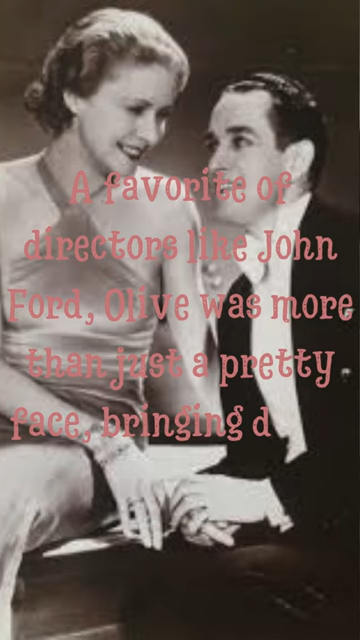 A favorite of
directors like John
Ford, Olive was more
than just a pretty
face, bringing d